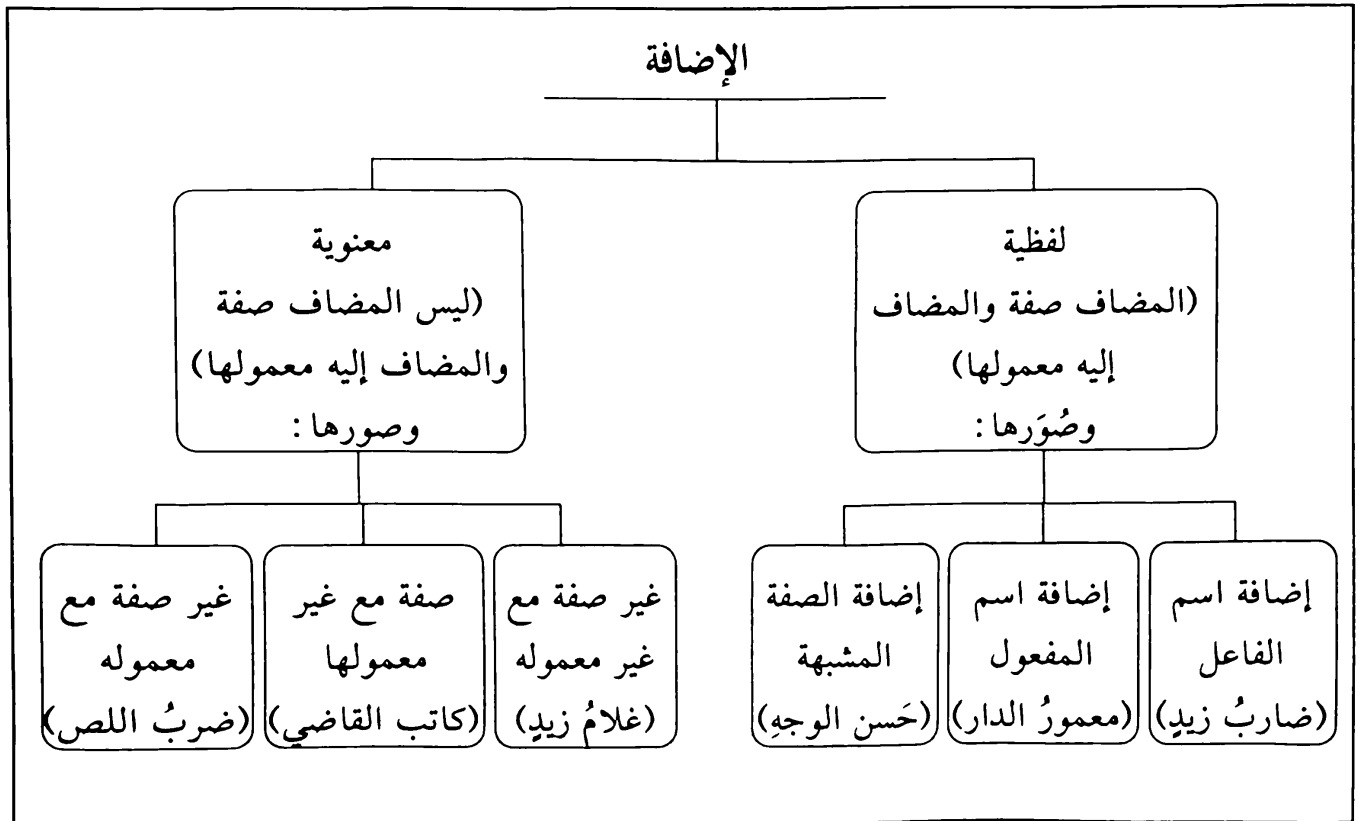 الإضافة
لفظية
(المضاف صفة والمضاف
إليه معمولها)
وصُوَرها:
معنوية
(ليس المضاف صفة
والمضاف إليه معمولها)
وصورها:
إضافة اسم
الفاعل
(ضاربُ زيدٍ)
إضافة اسم
المفعول
(معمورُ الدار)
إضافة الصفة
المشبهة
(حَسن الوجهِ)
غير صفة مع
غير معموله
(غلامُ زيدٍ)
صفة مع غير
معمولها
(كاتب القاضي)
غير صفة مع
معموله
(ضربُ اللص)